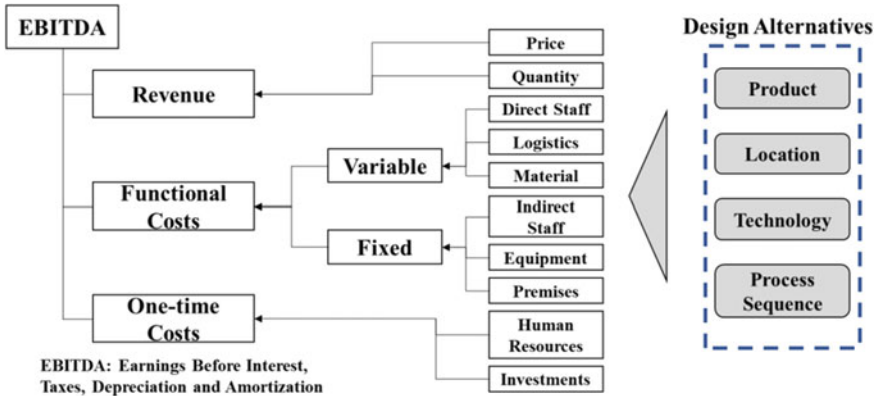 EBITDA
Revenue
Functional
Costs
One-time
Costs
EBITDA: Earnings Before Interest,
Taxes, Depreciation and Amortization
Variable
Fixed
Price
Quantity
Direct Staff
Logistics
Material
Indirect
Staff
Equipment
Premises
Human
Resources
Investments
Design Alternatives
Product
Location
Technology
Process
Sequence